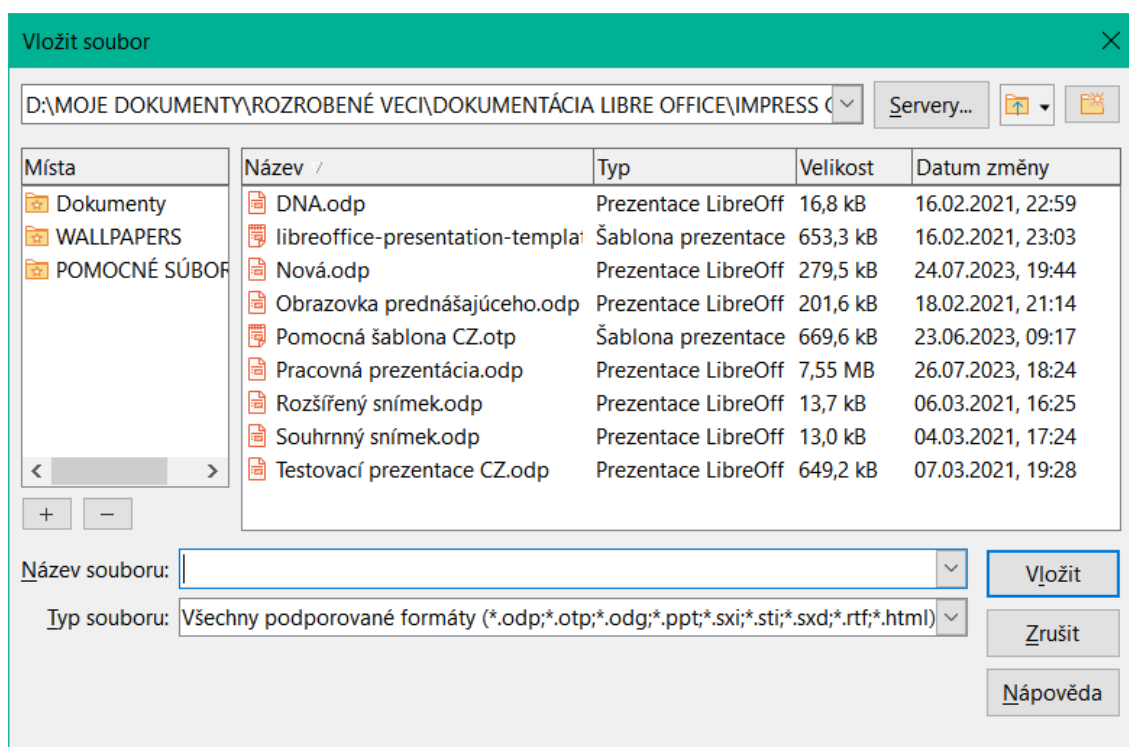 Vložit soubor
D:\MOJE DOKUMENTY\ROZROBENÉ VECI\DOKUMENTÁCIA LIBRE OFFICE\IMPRESS Servery...
Místa Název Typ Velikost Datum změny
Dokumenty DNA.odp Prezentace LibreOff 16,8 kB 16.02.2021, 22:59
WALLPAPERS libreoffice-presentation-templat Šablona prezentace 653,3 kB 16.02.2021, 23:03
POMOCNÉ SÚBOR Nová.odp Prezentace LibreOff 279,5 kB 24.07.2023, 19:44
Obrazovka prednášajúceho.odp Prezentace LibreOff 201,6 kB 18.02.2021, 21:14
Pomocná šablona CZ.otp Šablona prezentace 669,6 kB 23.06.2023, 09:17
Pracovná prezentácia.odp Prezentace LibreOff 7,55 MB 26.07.2023, 18:24
Rozšířený snímek.odp Prezentace LibreOff 13,7 kB 06.03.2021, 16:25
Souhrnný snímek.odp Prezentace LibreOff 13,0 kB 04.03.2021, 17:24
Testovací prezentace CZ.odp Prezentace LibreOff 649,2 kB 07.03.2021, 19:28
Název souboru: Vložit
Typ souboru: Všechny podporované formáty (*.odp;*.otp;*.odg;*.ppt;*.sxi;*.sti;*.sxd;*.rtf;*.html)
Zrušit
Nápověda